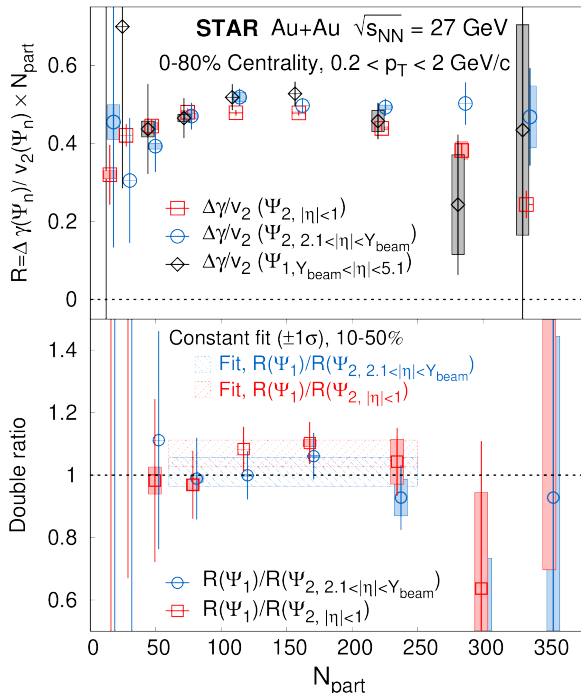 STAR Au+Au √sNN = 27 GeV
0-80% Centrality, 0.2 < pT < 2 GeV/c
R=Δ γ(Ψn)/ v2(Ψn) × Npart
0.6
0.4
0.2
0
Δγ/v2 (Ψ2, |η|<1)
Δγ/v2 (Ψ2, 2.1<|η|<Ybeam)
Δγ/v2 (Ψ1,Ybeam<|η|<5.1)
Constant fit (±1σ), 10-50%
Fit, R(Ψ1)/R(Ψ2, 2.1<|η|<Ybeam)
Fit, R(Ψ1)/R(Ψ2, |η|<1)
Double ratio
1.4
1.2
1
0.8
0.6
R(Ψ1)/R(Ψ2, 2.1<|η|<Ybeam)
R(Ψ1)/R(Ψ2, |η|<1)
0 50 100 150 200 250 300 350
Npart